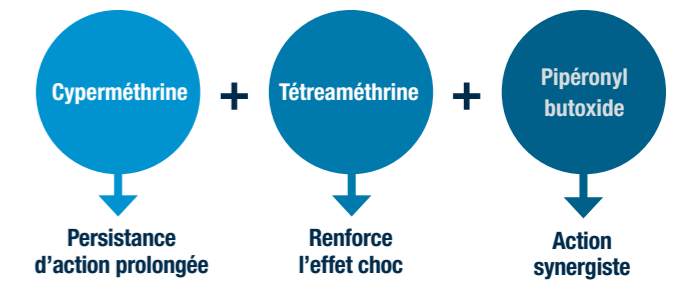 Cyperméthrine + Tétreaméthrine + Pipéronyl
butoxide
Persistance
d'action prolongée
Renforce
l'effet choc
Action
synergiste